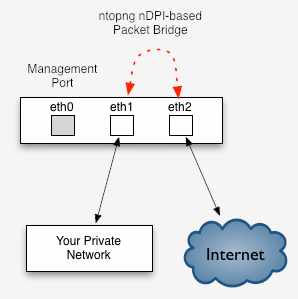 ntopng nDPI-based
Packet Bridge
Management
Port
eth0
eth1
eth2
Your Private
Network
Internet